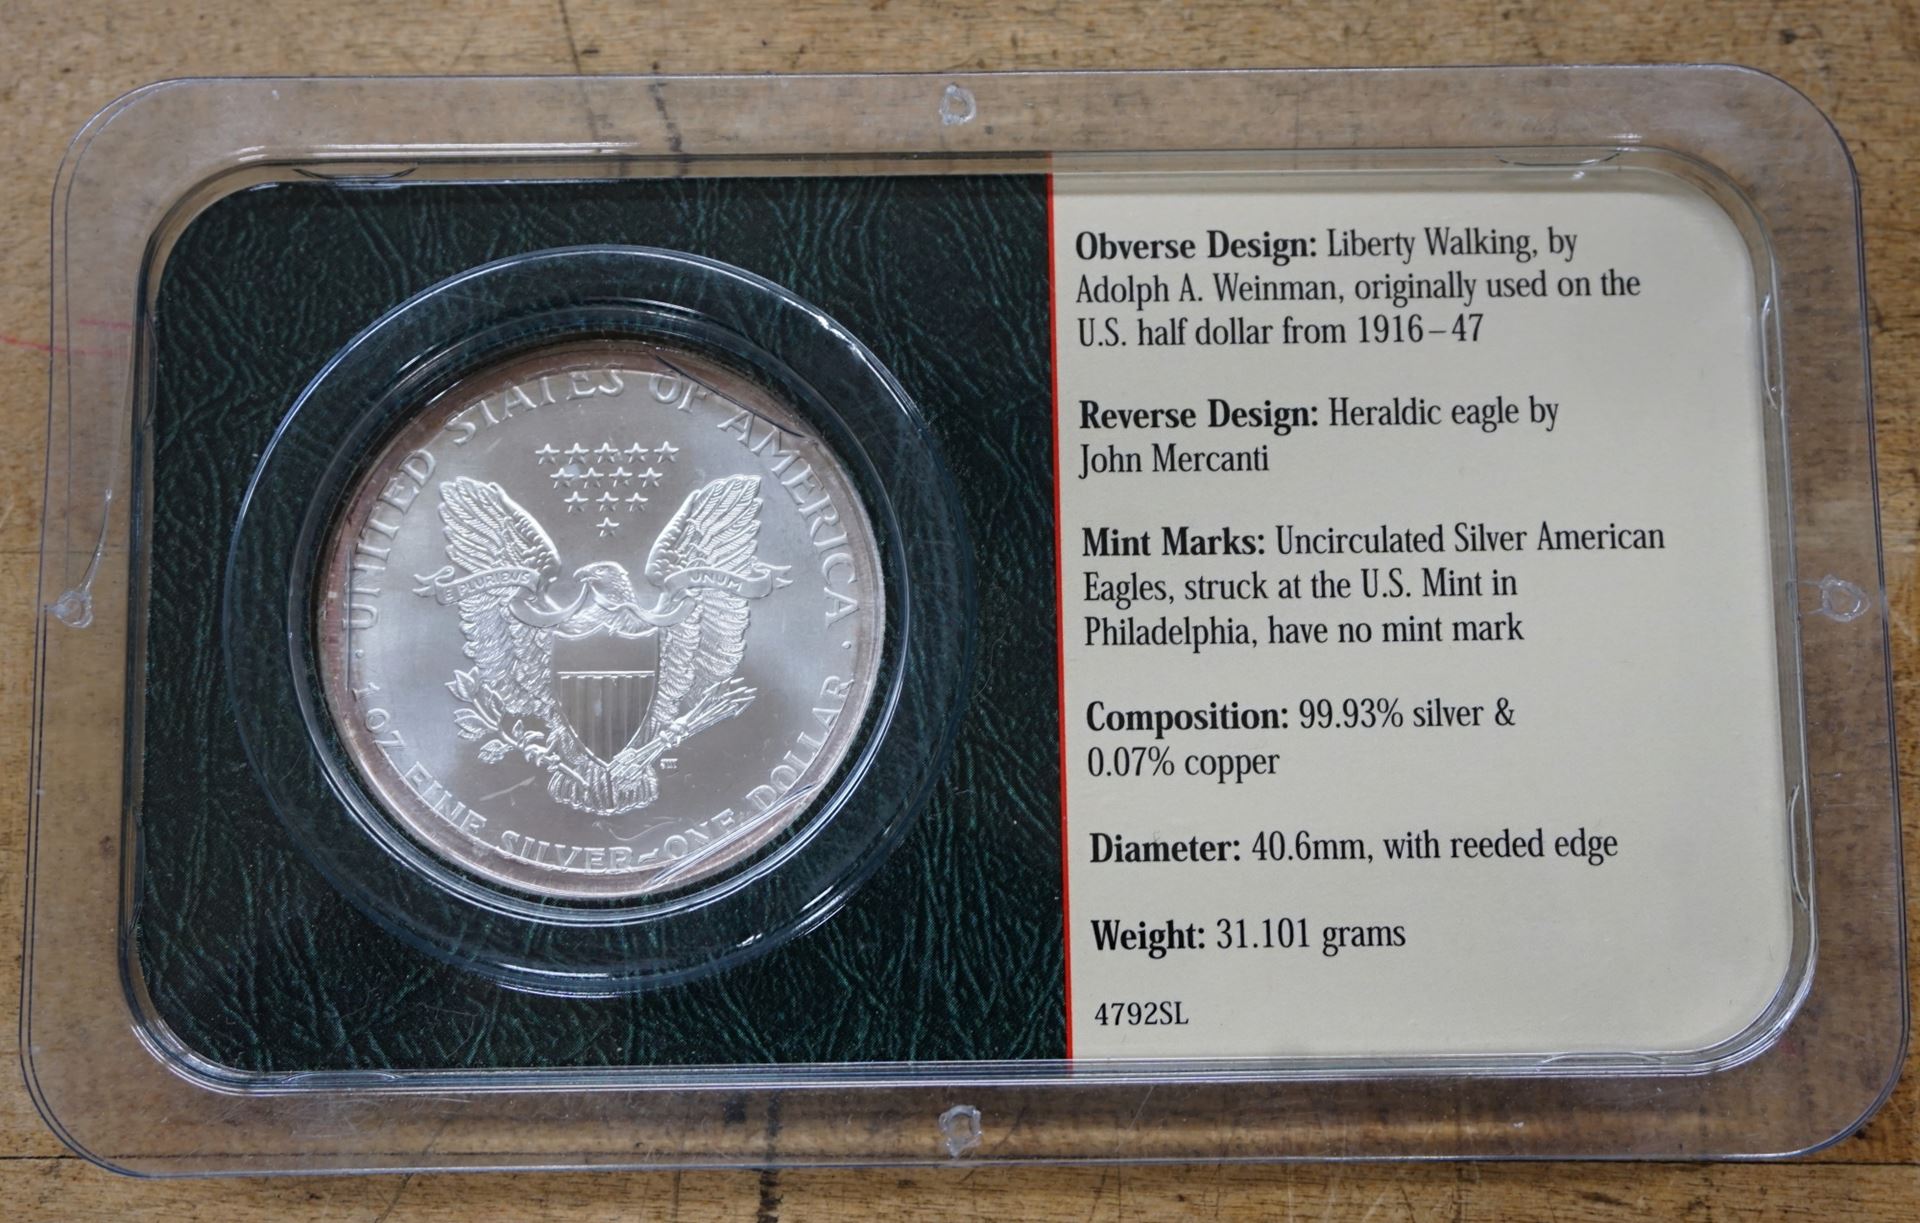 UNITED STATES OF AMERICA
E PLURIBUS UNUM
1 OZ. FINE SILVER~ONE DOLLAR
JM
Obverse Design: Liberty Walking, by
Adolph A. Weinman, originally used on the
U.S. half dollar from 1916–47
Reverse Design: Heraldic eagle by
John Mercanti
Mint Marks: Uncirculated Silver American
Eagles, struck at the U.S. Mint in
Philadelphia, have no mint mark
Composition: 99.93% silver &
0.07% copper
Diameter: 40.6mm, with reeded edge
Weight: 31.101 grams
4792SL